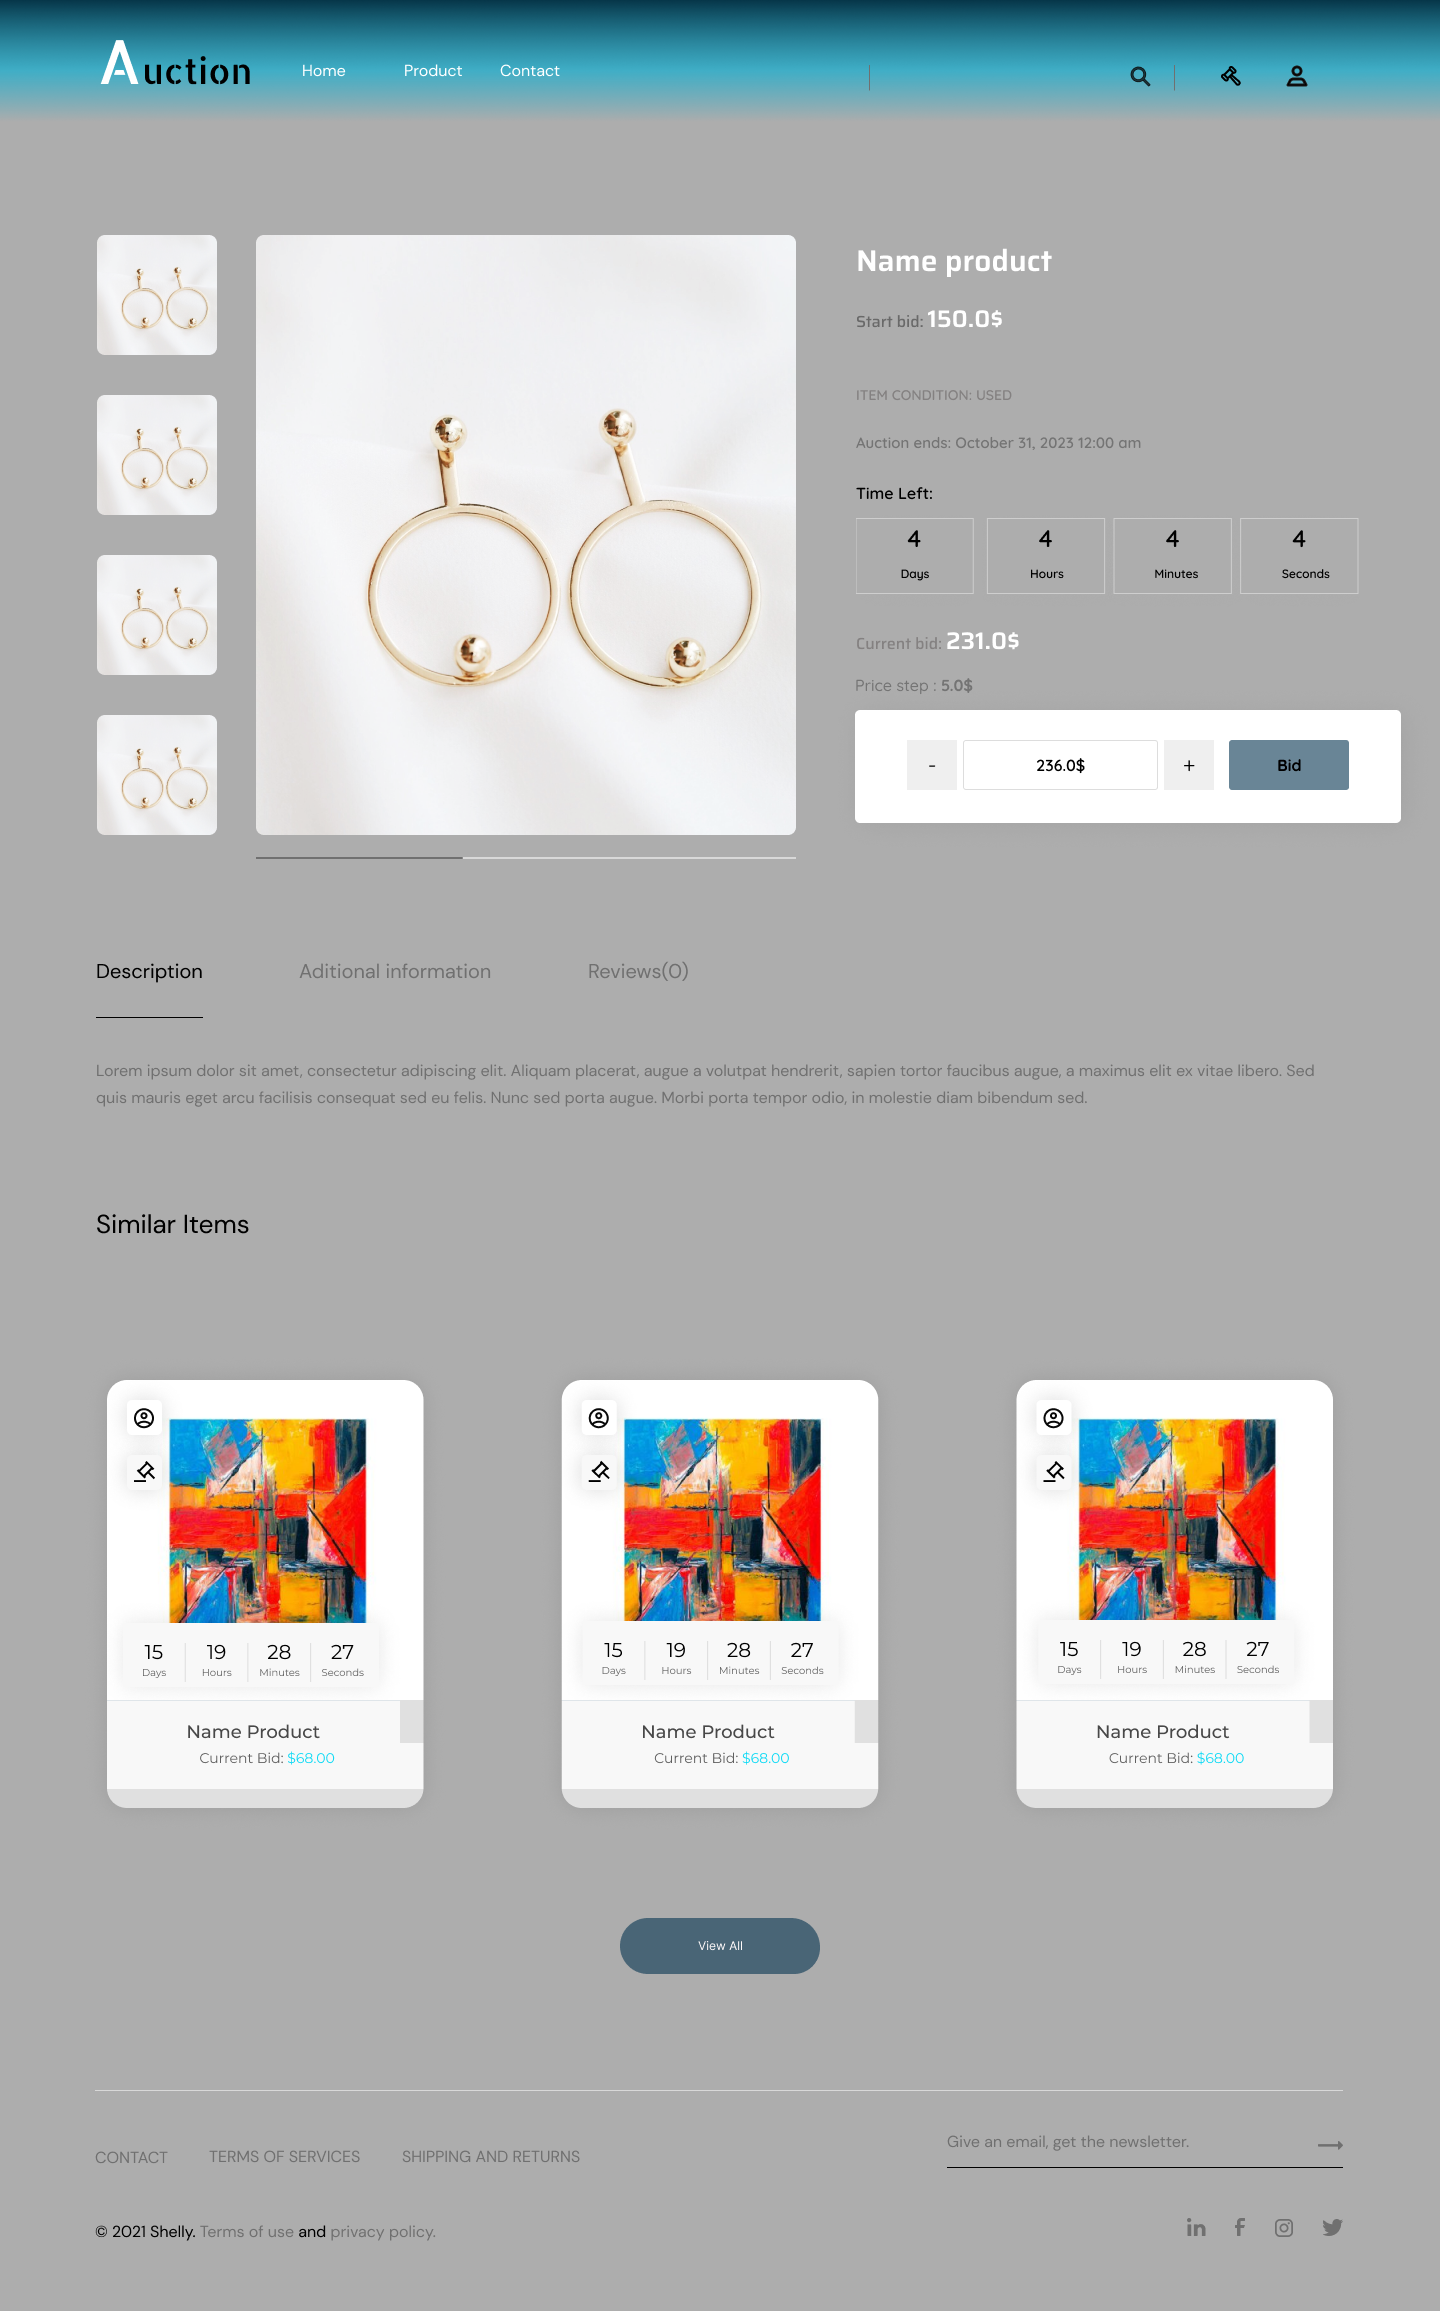 Auction
Home Product Contact
Name product
Start bid: 150.0$
ITEM CONDITION: USED
Auction ends: October 31, 2023 12:00 am
Time Left:
4 4 4 4
Days Hours Minutes Seconds
Current bid: 231.0$
Price step : 5.0$
- 236.0$ + Bid
Description Aditional information Reviews(0)
Lorem ipsum dolor sit amet, consectetur adipiscing elit. Aliquam placerat, augue a volutpat hendrerit, sapien tortor faucibus augue, a maximus elit ex vitae libero. Sed
quis mauris eget arcu facilisis consequat sed eu felis. Nunc sed porta augue. Morbi porta tempor odio, in molestie diam bibendum sed.
Similar Items
15 19 28 27
Days Hours Minutes Seconds
Name Product
Current Bid: $68.00
15 19 28 27
Days Hours Minutes Seconds
Name Product
Current Bid: $68.00
15 19 28 27
Days Hours Minutes Seconds
Name Product
Current Bid: $68.00
View All
CONTACT TERMS OF SERVICES SHIPPING AND RETURNS
Give an email, get the newsletter.
© 2021 Shelly. Terms of use and privacy policy.